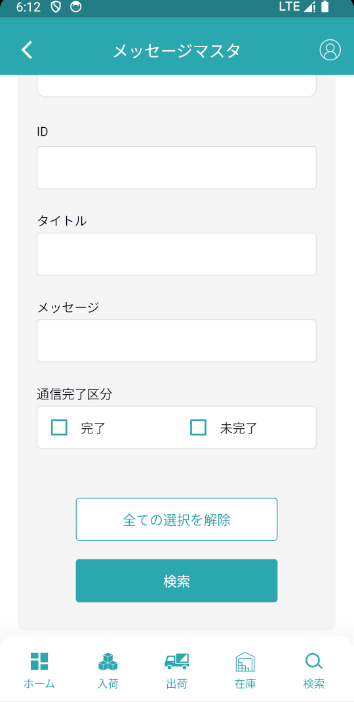 6:12 LTE
メッセージマスタ
ID
タイトル
メッセージ
通信完了区分
完了 未完了
全ての選択を解除
検索
ホーム 入荷 出荷 在庫 検索